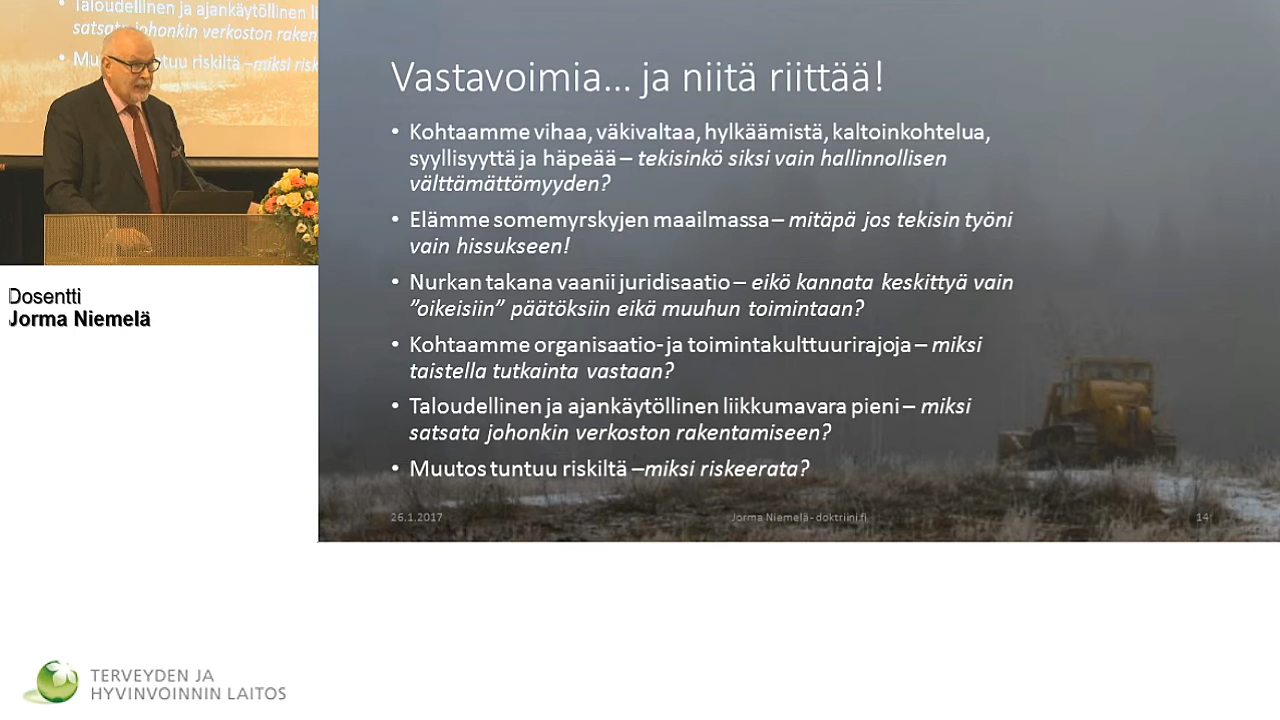 Taloudellinen ja ajankäytöllinen
satsata johonkin verkoston raken
Mu tuntuu riskiltä –miksi risk
Dosentti
Jorma Niemelä
Vastavoimia... ja niitä riittää!
• Kohtaamme vihaa, väkivaltaa, hylkäämistä, kaltoinkohtelua,
syyllisyyttä ja häpeää – tekisinkö siksi vain hallinnollisen
välttämättömyyden?
• Elämme somemyrskyjen maailmassa – mitäpä jos tekisin työni
vain hissukseen!
• Nurkan takana vaanii juridisaatio – eikö kannata keskittyä vain
”oikeisiin” päätöksiin eikä muuhun toimintaan?
• Kohtaamme organisaatio- ja toimintakulttuurirajoja – miksi
taistella tutkainta vastaan?
• Taloudellinen ja ajankäytöllinen liikkumavara pieni – miksi
satsata johonkin verkoston rakentamiseen?
• Muutos tuntuu riskiltä –miksi riskeerata?
26.1.2017
Jorma Niemelä - doktriini.fi
14
TERVEYDEN JA
HYVINVOINNIN LAITOS